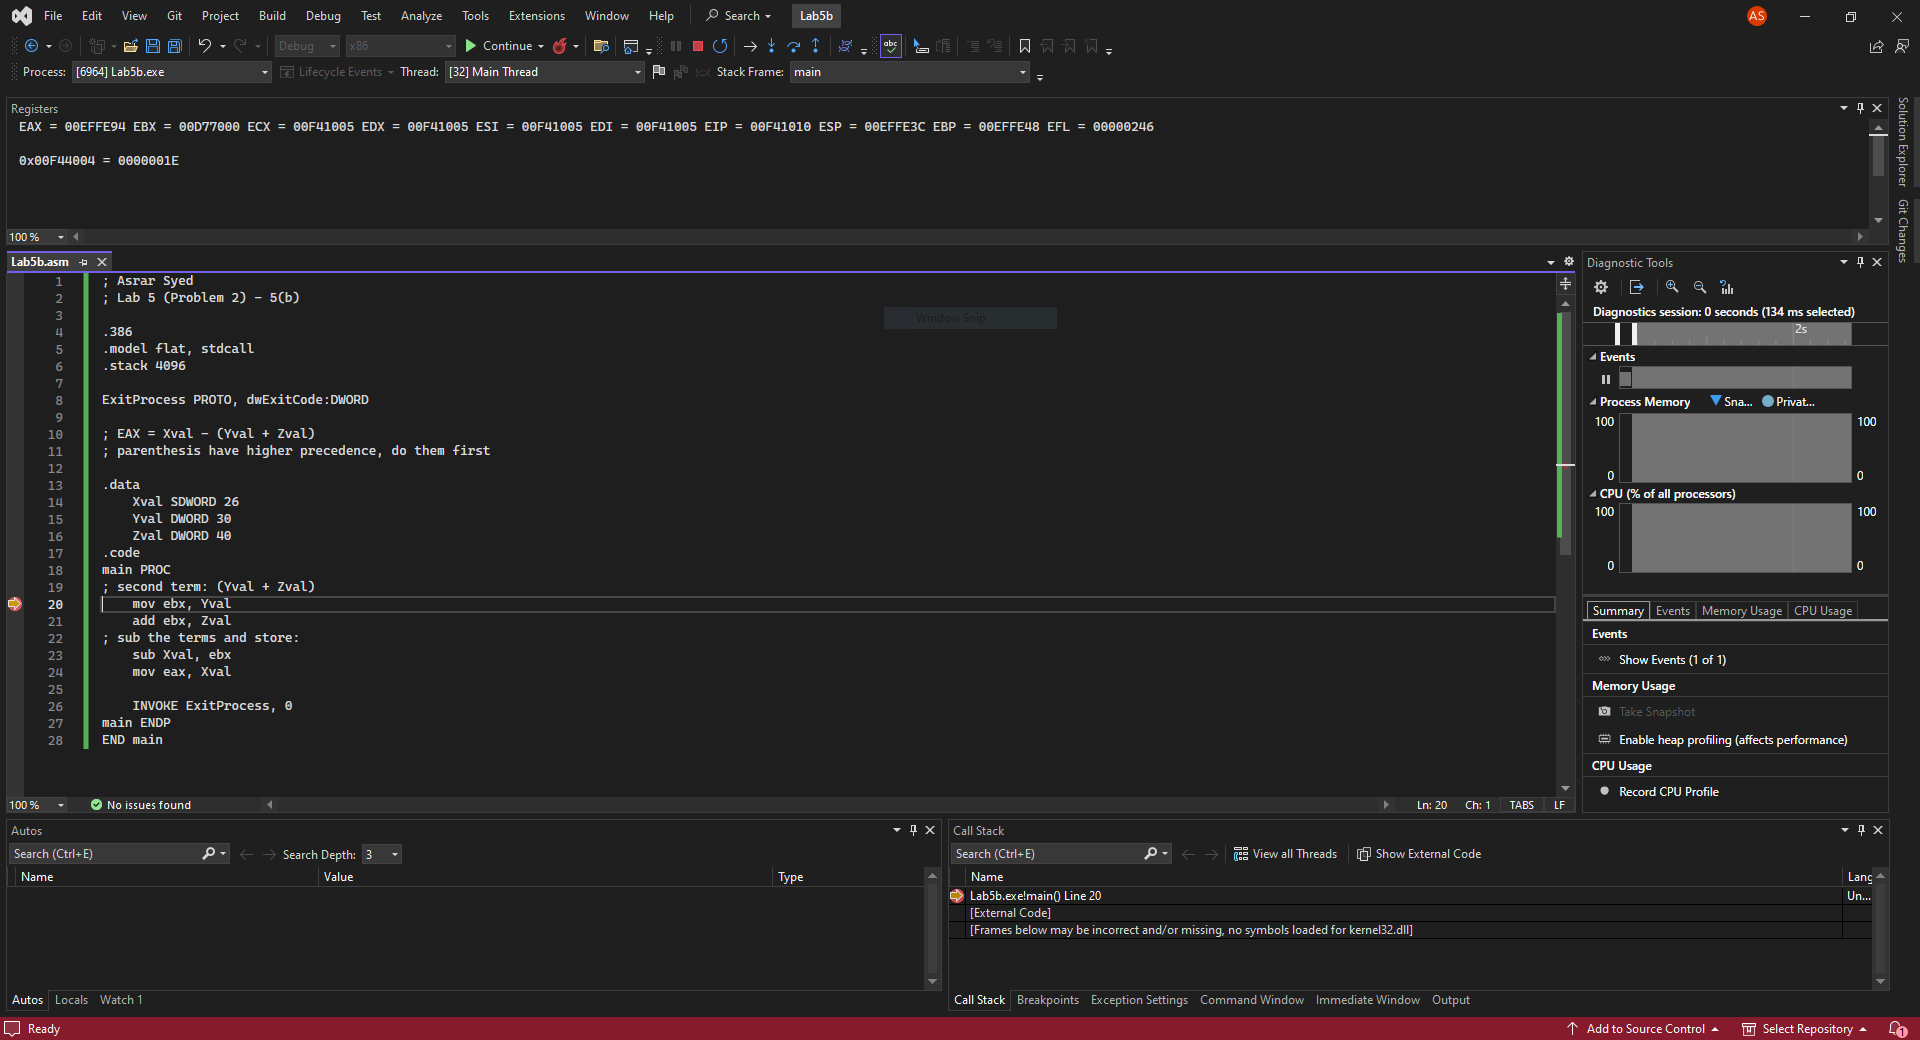 File Edit View Git Project Build Debug Test Analyze Tools Extensions Window Help Search Lab5b AS
Debug x86 Continue abc
Process: [6964] Lab5b.exe Lifecycle Events Thread: [32] Main Thread Stack Frame: main
Registers
EAX = 00EFFE94 EBX = 00D77000 ECX = 00F41005 EDX = 00F41005 ESI = 00F41005 EDI = 00F41005 EIP = 00F41010 ESP = 00EFFE3C EBP = 00EFFE48 EFL = 00000246
0x00F44004 = 0000001E
100 %
Solution Explorer
Git Changes
Lab5b.asm
1 ; Asrar Syed
2 ; Lab 5 (Problem 2) - 5(b)
3
4 .386
5 .model flat, stdcall
6 .stack 4096
7
8 ExitProcess PROTO, dwExitCode:DWORD
9
10 ; EAX = Xval - (Yval + Zval)
11 ; parenthesis have higher precedence, do them first
12
13 .data
14 Xval SDWORD 26
15 Yval DWORD 30
16 Zval DWORD 40
17 .code
18 main PROC
19 ; second term: (Yval + Zval)
20 mov ebx, Yval
21 add ebx, Zval
22 ; sub the terms and store:
23 sub Xval, ebx
24 mov eax, Xval
25
26 INVOKE ExitProcess, 0
27 main ENDP
28 END main
Window Snip
100 % No issues found Ln: 20 Ch: 1 TABS LF
Diagnostic Tools
Diagnostics session: 0 seconds (134 ms selected)
2s
Events
Process Memory Sna... Privat...
100 100
0 0
CPU (% of all processors)
100 100
0 0
Summary Events Memory Usage CPU Usage
Events
Show Events (1 of 1)
Memory Usage
Take Snapshot
Enable heap profiling (affects performance)
CPU Usage
Record CPU Profile
Autos
Search (Ctrl+E) Search Depth: 3
Name Value Type
Autos Locals Watch 1
Call Stack
Search (Ctrl+E) View all Threads Show External Code
Name Lang
Lab5b.exe!main() Line 20 Un...
[External Code]
[Frames below may be incorrect and/or missing, no symbols loaded for kernel32.dll]
Call Stack Breakpoints Exception Settings Command Window Immediate Window Output
Ready Add to Source Control Select Repository 1